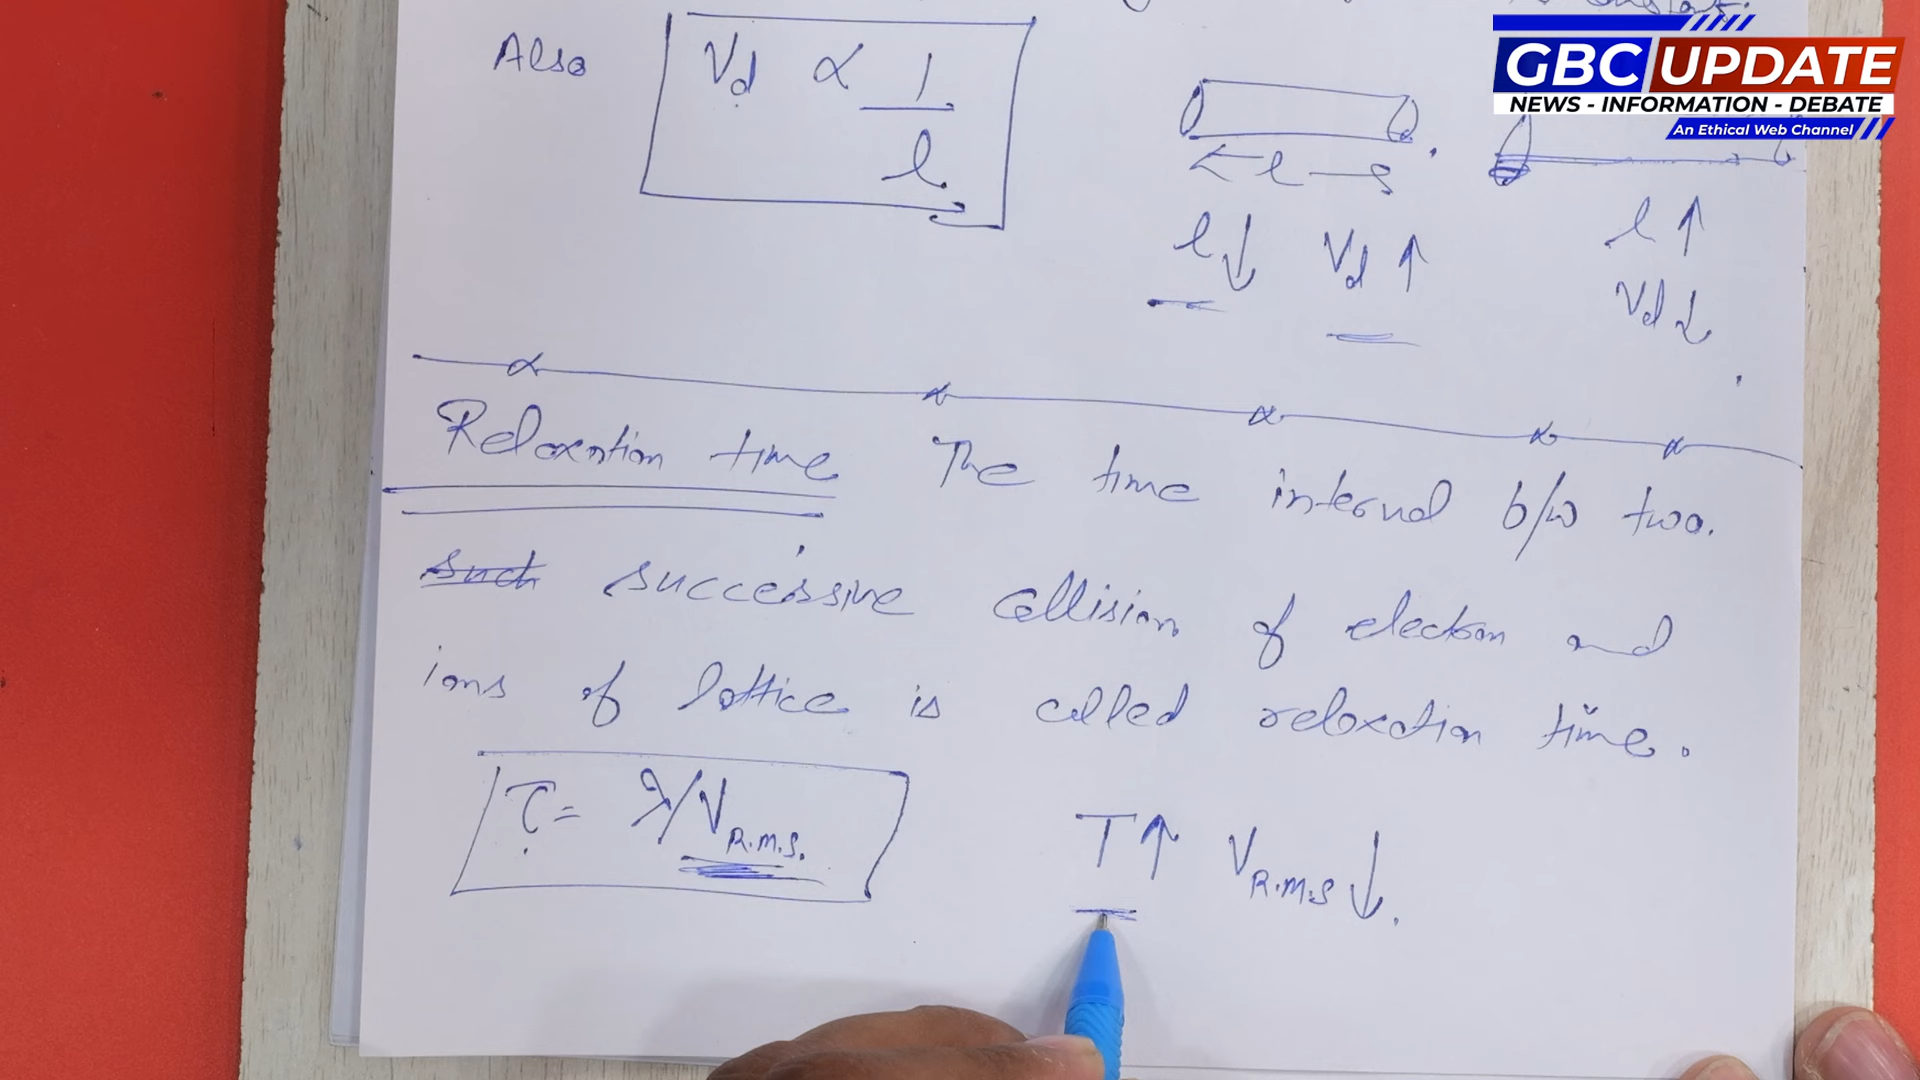 constant.
GBC UPDATE
NEWS - INFORMATION - DEBATE
An Ethical Web Channel
Also Vd ∝ 1/l
l
l↓ Vd↑
l↑
Vd↓
Relaxation time The time interval b/w two.
such successive collision of electron and
ions of lattice is called relaxation time.
τ = λ/VR.M.S.
T↑ VR.M.S↓.